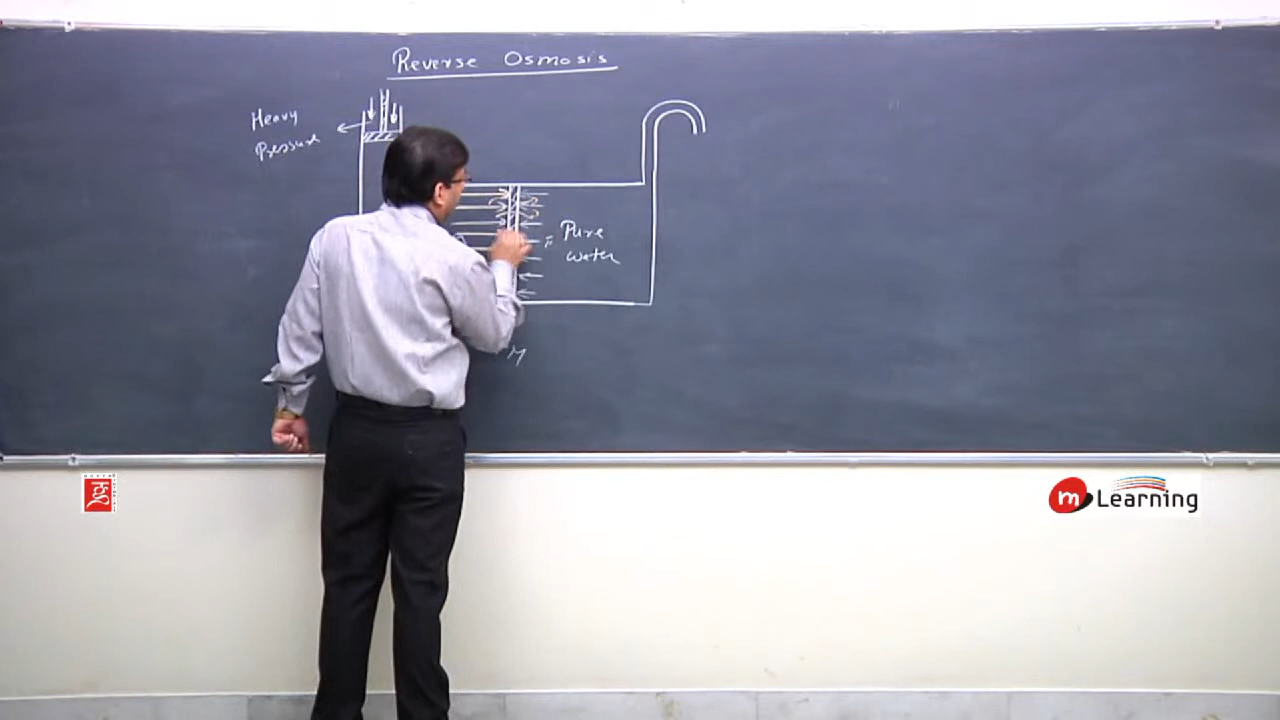 Reverse Osmosis
Heavy
Pressure
Pure
water
M
m Learning